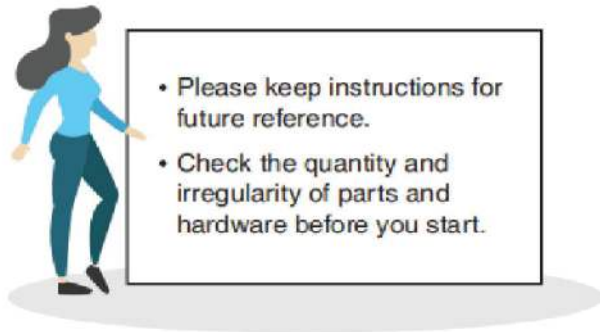 • Please keep instructions for
future reference.
• Check the quantity and
irregularity of parts and
hardware before you start.